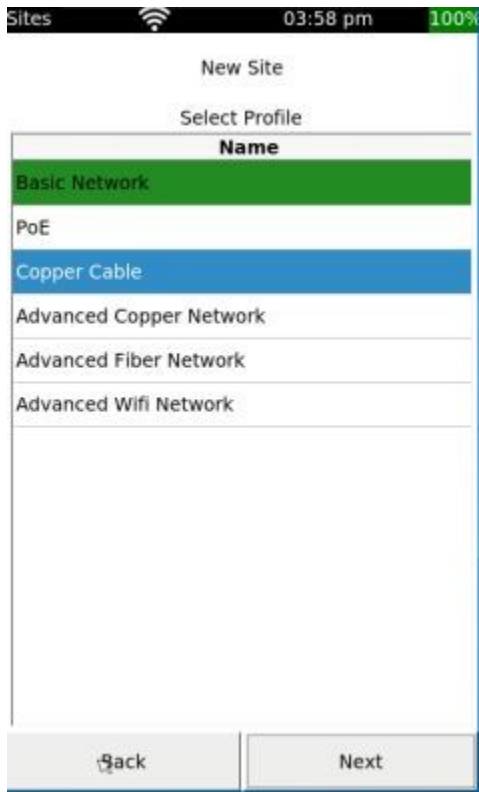 Sites 03:58 pm 100%
New Site
Select Profile
Name
Basic Network
PoE
Copper Cable
Advanced Copper Network
Advanced Fiber Network
Advanced Wifi Network
Back Next